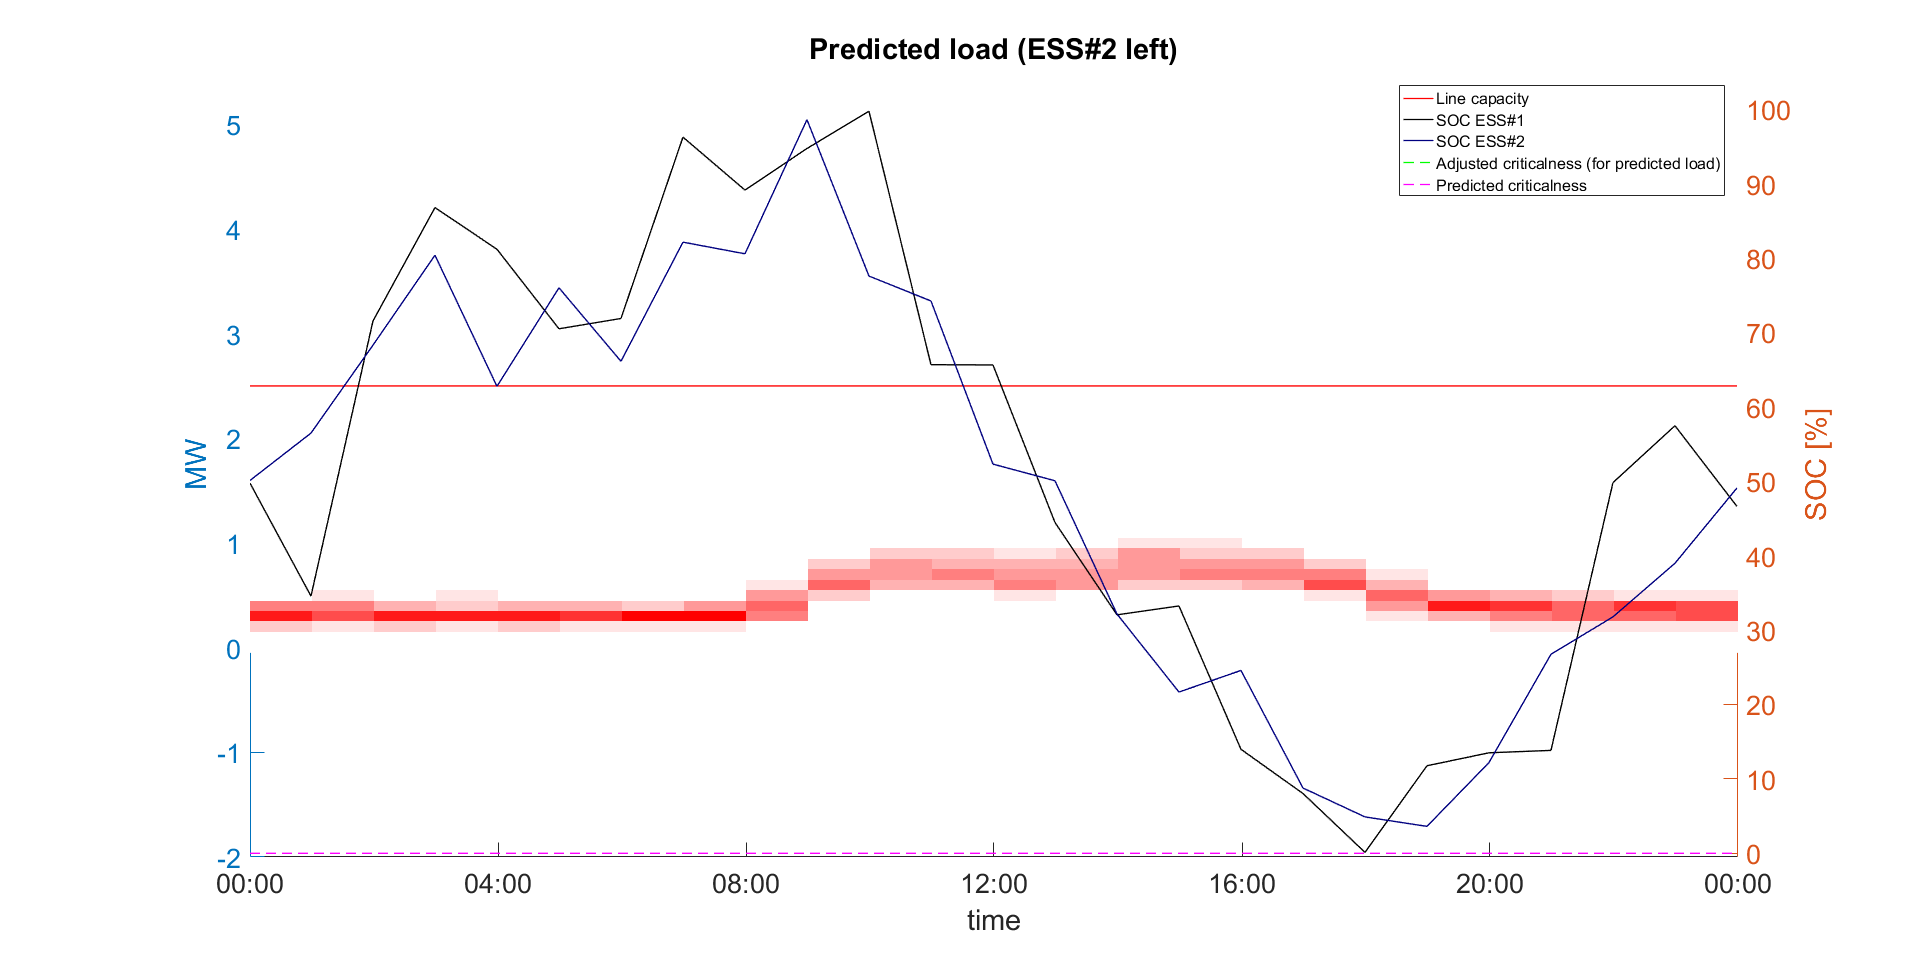 Predicted load (ESS#2 left)
Line capacity
SOC ESS#1
SOC ESS#2
Adjusted criticalness (for predicted load)
Predicted criticalness
5
4
3
2
1
0
-1
-2
MW
100
90
80
70
60
50
40
30
20
10
0
SOC [%]
00:00 04:00 08:00 12:00 16:00 20:00 00:00
time